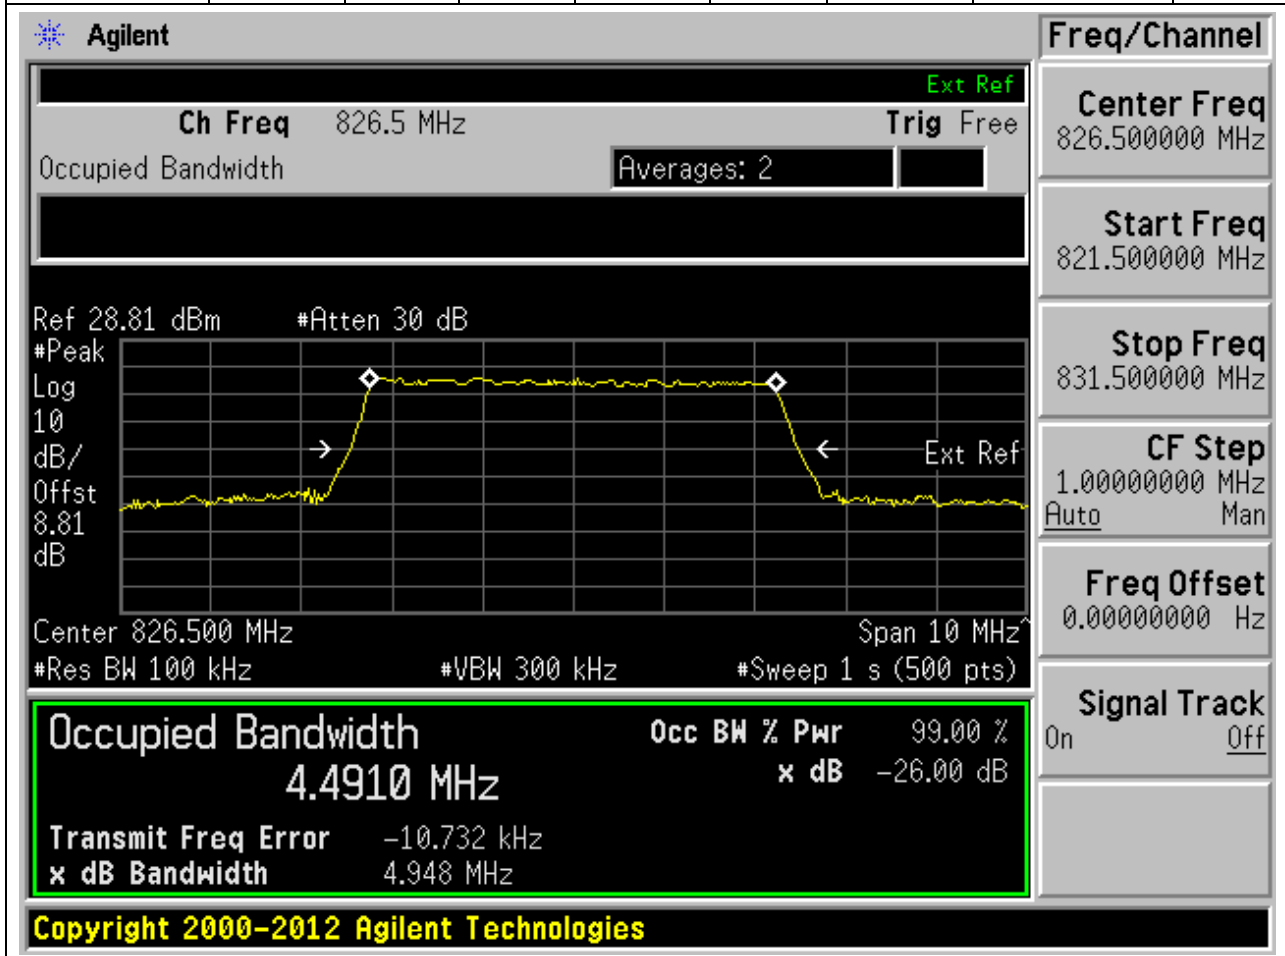 Agilent
Freq/Channel
Ext Ref
Ch Freq 826.5 MHz Trig Free
Occupied Bandwidth Averages: 2
Ref 28.81 dBm #Atten 30 dB
#Peak
Log
10
dB/
Offst
8.81
dB
Ext Ref
Center 826.500 MHz Span 10 MHz^
#Res BW 100 kHz #VBW 300 kHz #Sweep 1 s (500 pts)
Occupied Bandwidth Occ BW % Pwr 99.00 %
4.4910 MHz x dB -26.00 dB
Transmit Freq Error -10.732 kHz
x dB Bandwidth 4.948 MHz
Copyright 2000-2012 Agilent Technologies
Center Freq
826.500000 MHz
Start Freq
821.500000 MHz
Stop Freq
831.500000 MHz
CF Step
1.00000000 MHz
Auto Man
Freq Offset
0.00000000 Hz
Signal Track
On Off